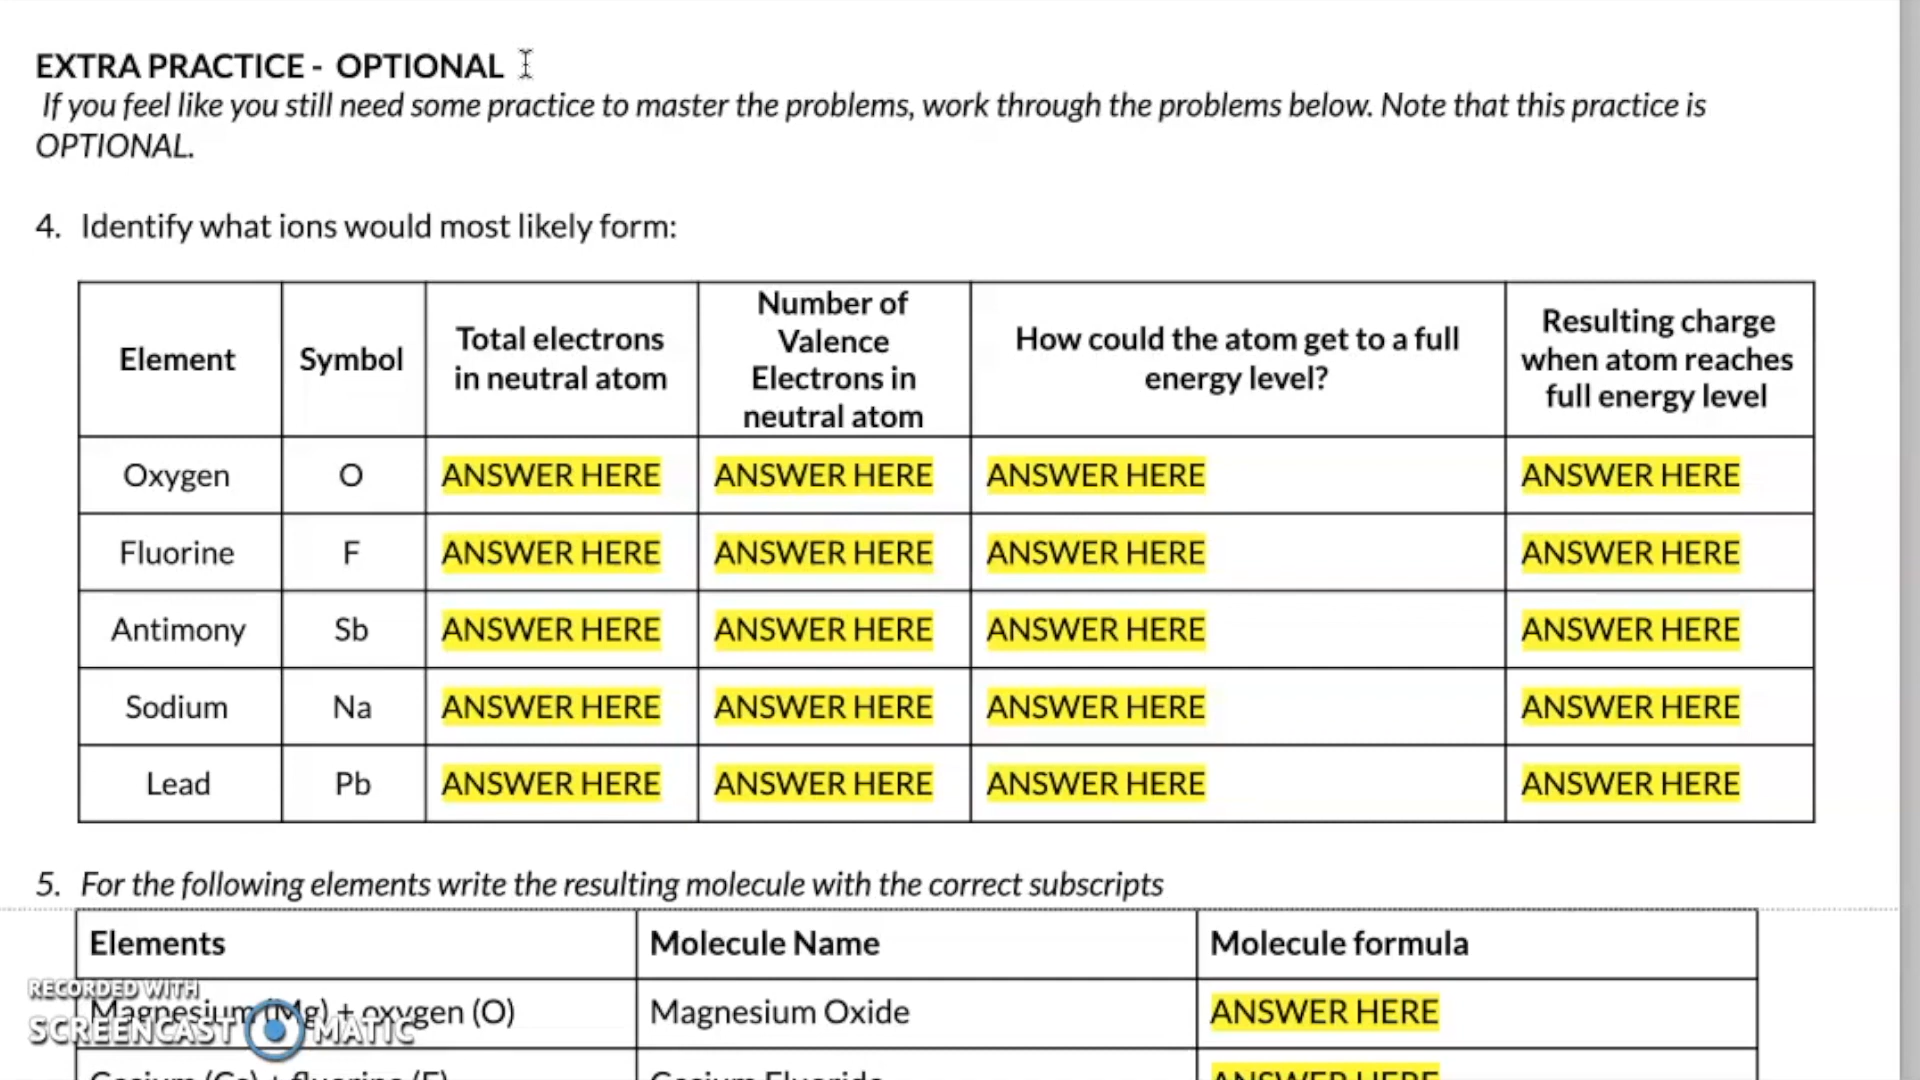 EXTRA PRACTICE - OPTIONAL
If you feel like you still need some practice to master the problems, work through the problems below. Note that this practice is
OPTIONAL.
4. Identify what ions would most likely form:
Element | Symbol | Total electrons in neutral atom | Number of Valence Electrons in neutral atom | How could the atom get to a full energy level? | Resulting charge when atom reaches full energy level
Oxygen | O | ANSWER HERE | ANSWER HERE | ANSWER HERE | ANSWER HERE
Fluorine | F | ANSWER HERE | ANSWER HERE | ANSWER HERE | ANSWER HERE
Antimony | Sb | ANSWER HERE | ANSWER HERE | ANSWER HERE | ANSWER HERE
Sodium | Na | ANSWER HERE | ANSWER HERE | ANSWER HERE | ANSWER HERE
Lead | Pb | ANSWER HERE | ANSWER HERE | ANSWER HERE | ANSWER HERE
5. For the following elements write the resulting molecule with the correct subscripts
Elements | Molecule Name | Molecule formula
Magnesium (Mg) + oxygen (O) | Magnesium Oxide | ANSWER HERE
RECORDED WITH
SCREENCAST MATIC
Cesium (Cs) + fluorine (F) | Cesium Fluoride | ANSWER HERE